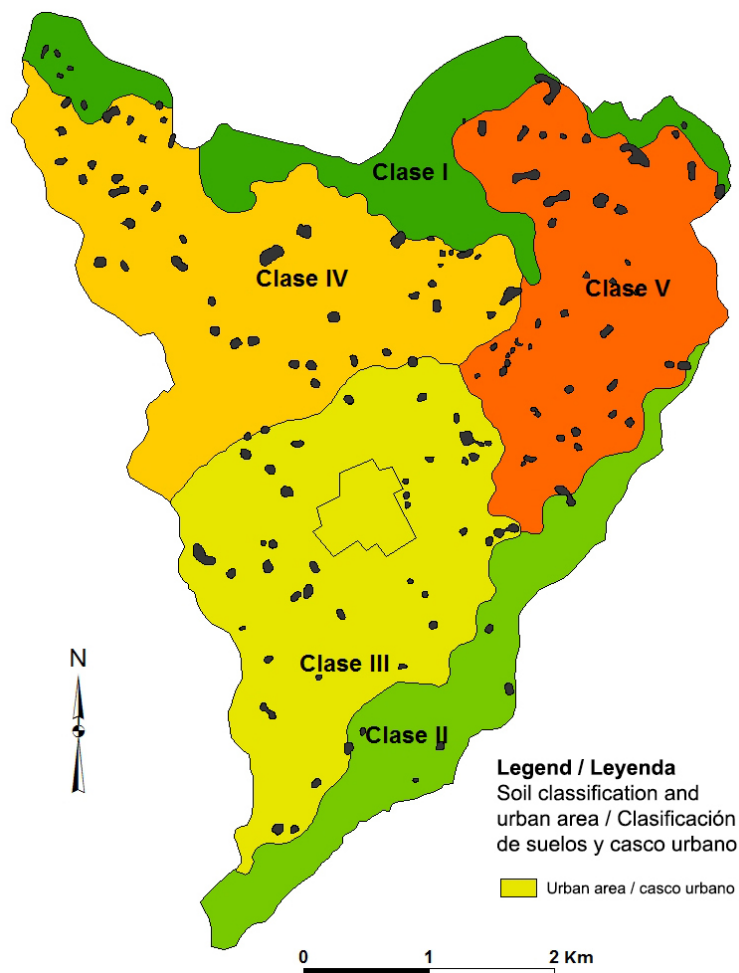 Clase I
Clase IV
Clase V
Clase III
Clase II
N
Legend / Leyenda
Soil classification and
urban area / Clasificación
de suelos y casco urbano
Urban area / casco urbano
0 1 2 Km